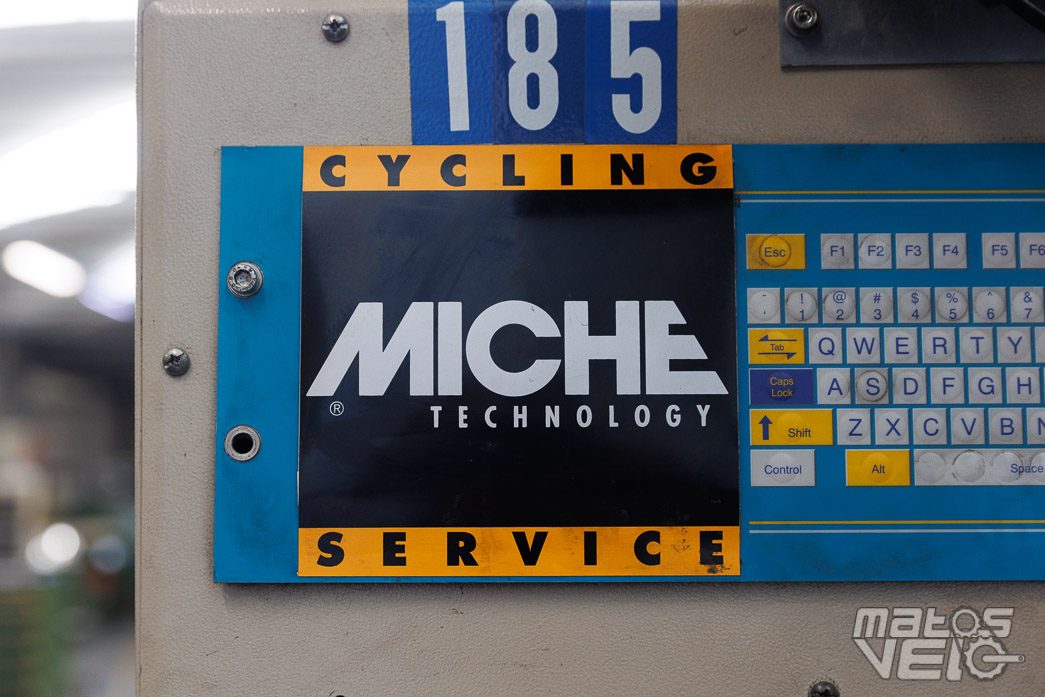 185
CYCLING
MICHE
®
TECHNOLOGY
SERVICE
Esc F1 F2 F3 F4 F5 F6
! 1 @ 2 # 3 $ 4 % 5 ^ 6 & 7
Tab Q W E R T Y
Caps Lock A S D F G H
Shift Z X C V B N
Control Alt Space
matos
VELO